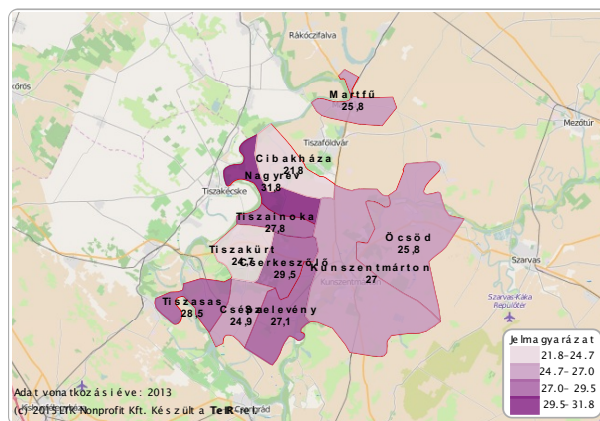 Rákóczifalva
Martfű
25,8
Mezőtúr
Tiszaföldvár
Cibakháza
21,8
Nagyrév
31,8
Tiszakécske
Tiszainoka
27,8
Öcsöd
25,8
Tiszakürt
Cserkeszőlő
29,5
Kunszentmárton
27
Szarvas
Tiszasas
28,5
Csépa
24,9
Szelevény
27,1
Szarvas-Káka
Repülőtér
Jelmagyarázat
21.8–24.7
24.7–27.0
27.0–29.5
29.5–31.8
Adat vonatkozási éve: 2013
(c) 2015 LTK Nonprofit Kft. Készült a TeIR-rel.